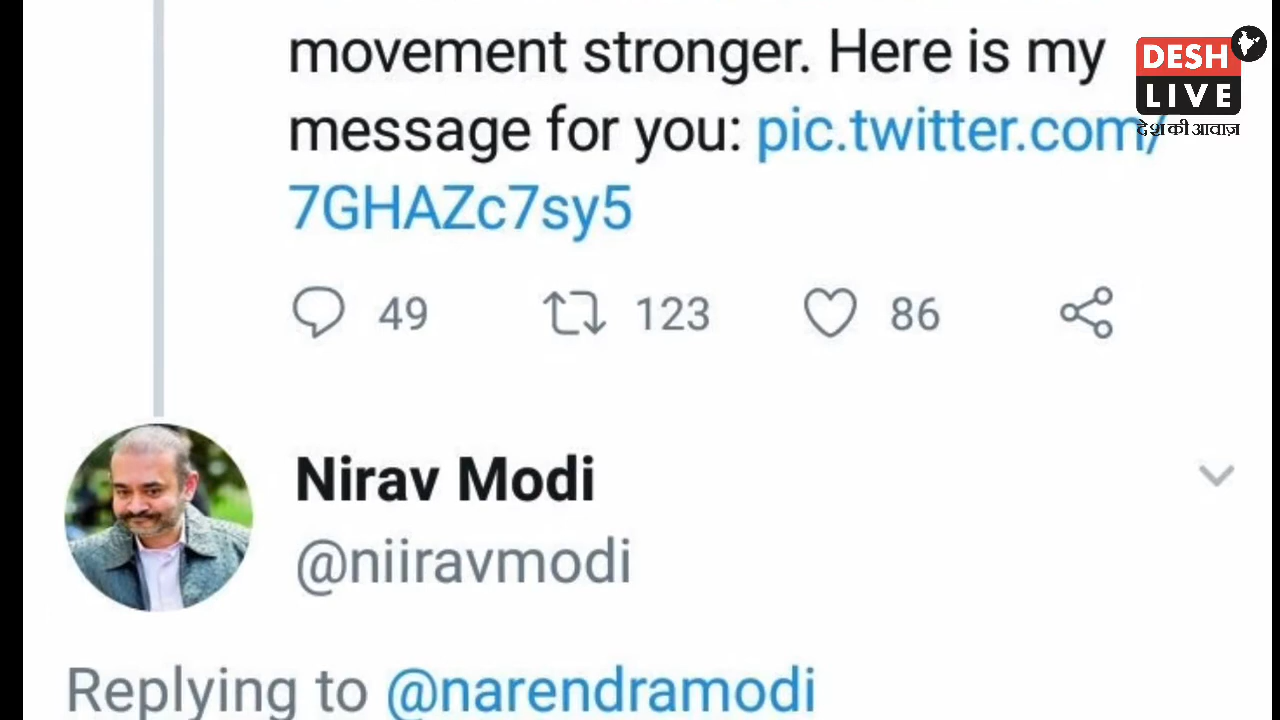 movement stronger. Here is my
message for you: pic.twitter.com/
7GHAZc7sy5
49 123 86
Nirav Modi
@niiravmodi
Replying to @narendramodi
DESH
LIVE
देश की आवाज़